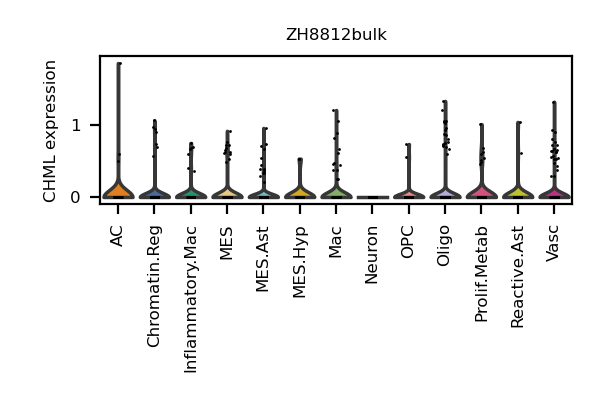 ZH8812bulk
CHML expression
1
0
AC
Chromatin.Reg
Inflammatory.Mac
MES
MES.Ast
MES.Hyp
Mac
Neuron
OPC
Oligo
Prolif.Metab
Reactive.Ast
Vasc